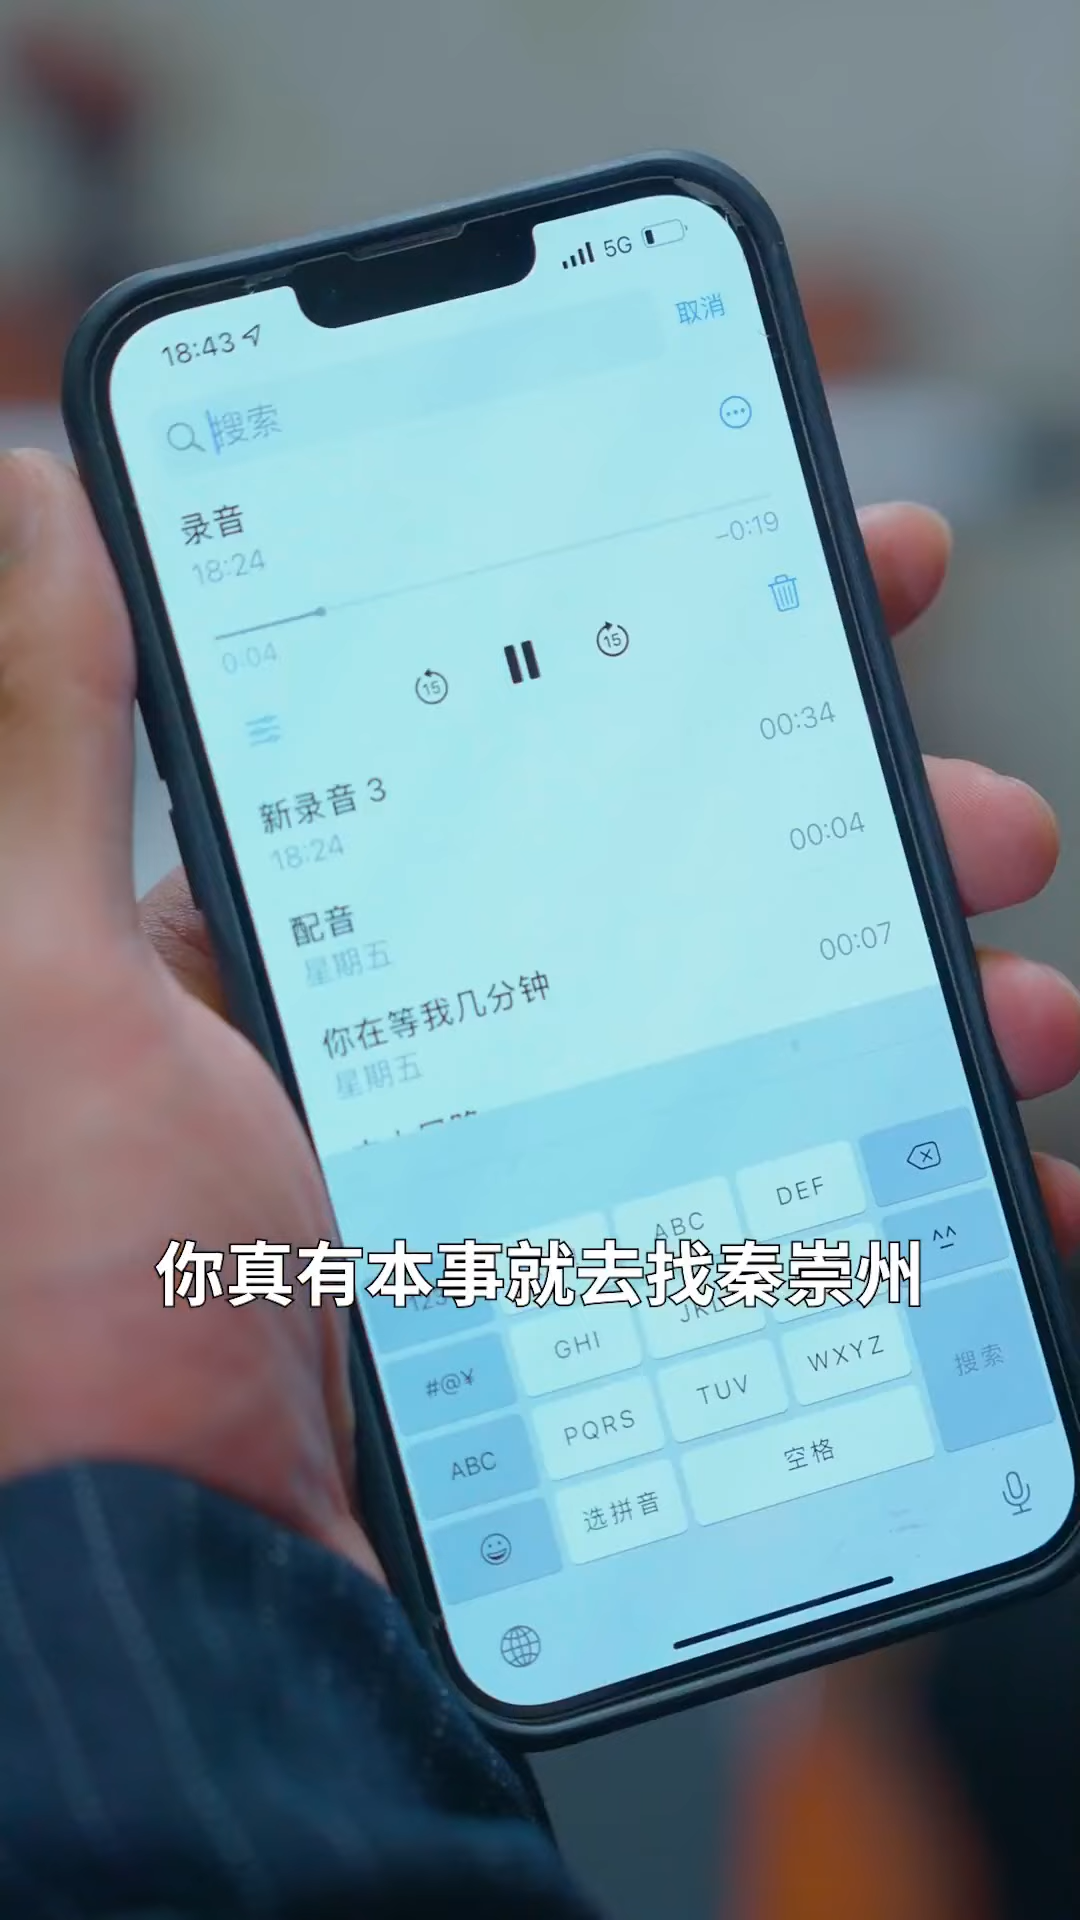 5G
18:43
取消
搜索
录音
18:24
0:04
-0:19
15
15
新录音 3
18:24
00:34
配音
星期五
00:04
你在等我几分钟
星期五
00:07
ABC
DEF
^^
你真有本事就去找秦崇州
#@¥
GHI
ABC
PQRS
TUV
WXYZ
搜索
选拼音
空格